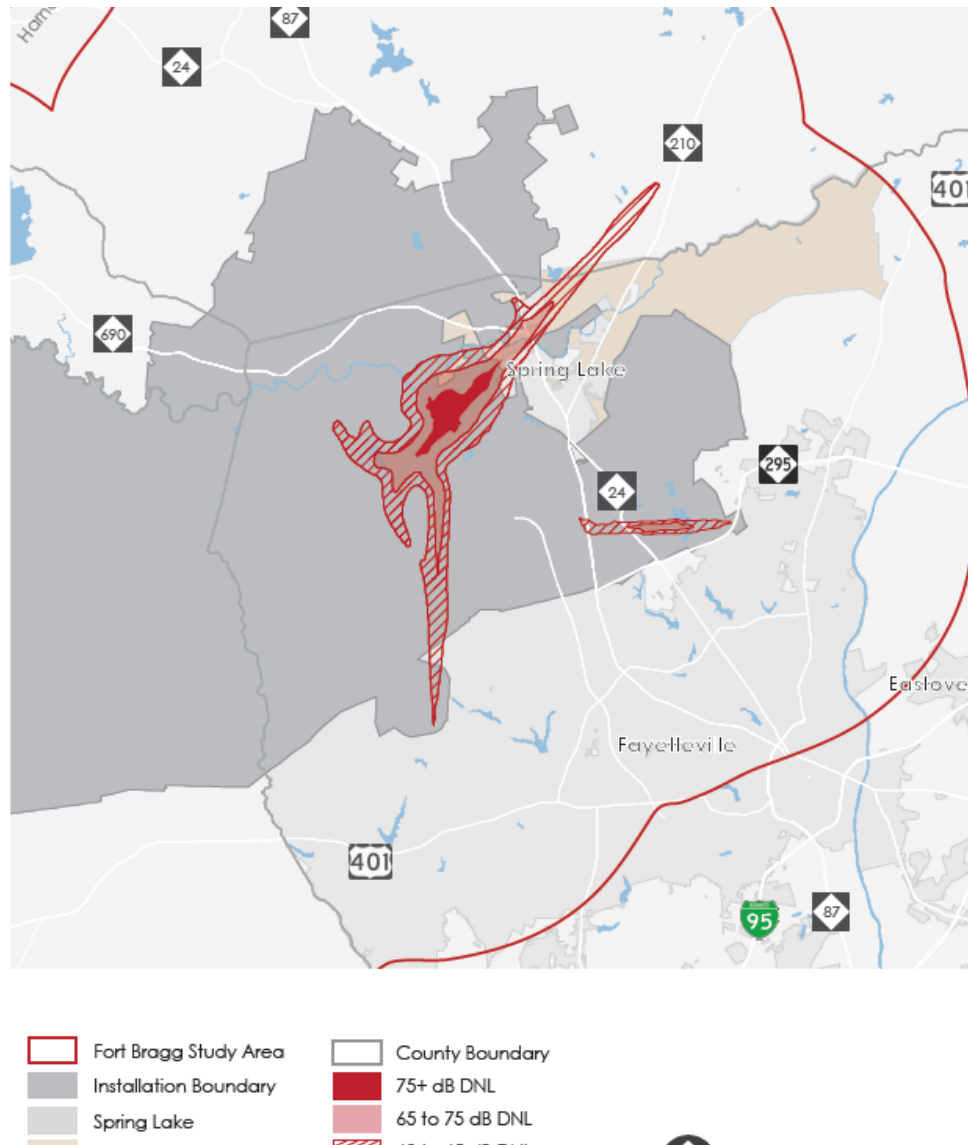 87
24
210
401
690
Spring Lake
295
24
Fayetteville
401
95
87
Fort Bragg Study Area
County Boundary
Installation Boundary
75+ dB DNL
Spring Lake
65 to 75 dB DNL